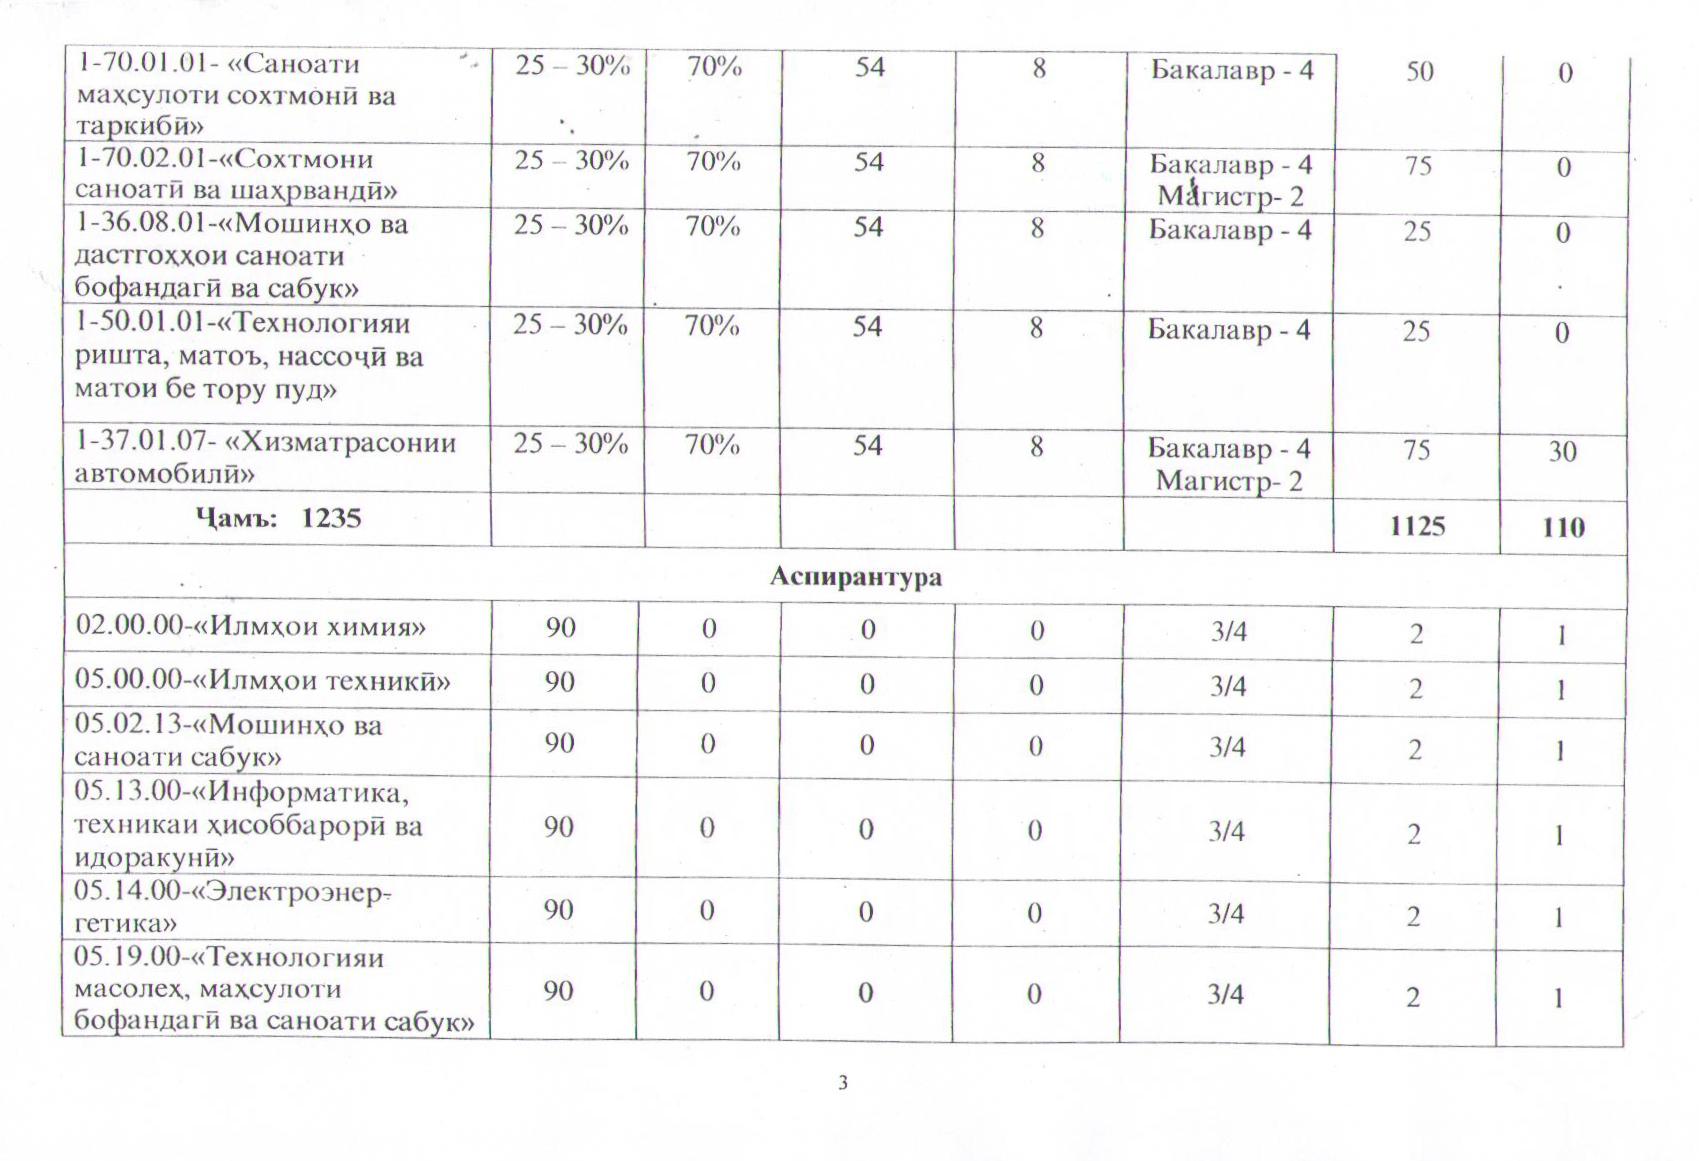 1-70.01.01- «Саноати 25 – 30% 70% 54 8 Бакалавр - 4 50 0
маҳсулоти сохтмонӣ ва
таркибӣ»
1-70.02.01-«Сохтмони 25 – 30% 70% 54 8 Бакалавр - 4 75 0
саноатӣ ва шаҳрвандӣ» Магистр- 2
1-36.08.01-«Мошинҳо ва 25 – 30% 70% 54 8 Бакалавр - 4 25 0
дастгоҳҳои саноати
бофандагӣ ва сабук»
1-50.01.01-«Технологияи 25 – 30% 70% 54 8 Бакалавр - 4 25 0
ришта, матоъ, нассоҷӣ ва
матои бе тору пуд»
1-37.01.07- «Хизматрасонии 25 – 30% 70% 54 8 Бакалавр - 4 75 30
автомобилӣ» Магистр- 2
Ҷамъ: 1235 1125 110
Аспирантура
02.00.00-«Илмҳои химия» 90 0 0 0 3/4 2 1
05.00.00-«Илмҳои техникӣ» 90 0 0 0 3/4 2 1
05.02.13-«Мошинҳо ва
саноати сабук» 90 0 0 0 3/4 2 1
05.13.00-«Информатика,
техникаи ҳисоббарорӣ ва 90 0 0 0 3/4 2 1
идоракунӣ»
05.14.00-«Электроэнер-
гетика» 90 0 0 0 3/4 2 1
05.19.00-«Технологияи
масолеҳ, маҳсулоти 90 0 0 0 3/4 2 1
бофандагӣ ва саноати сабук»
3